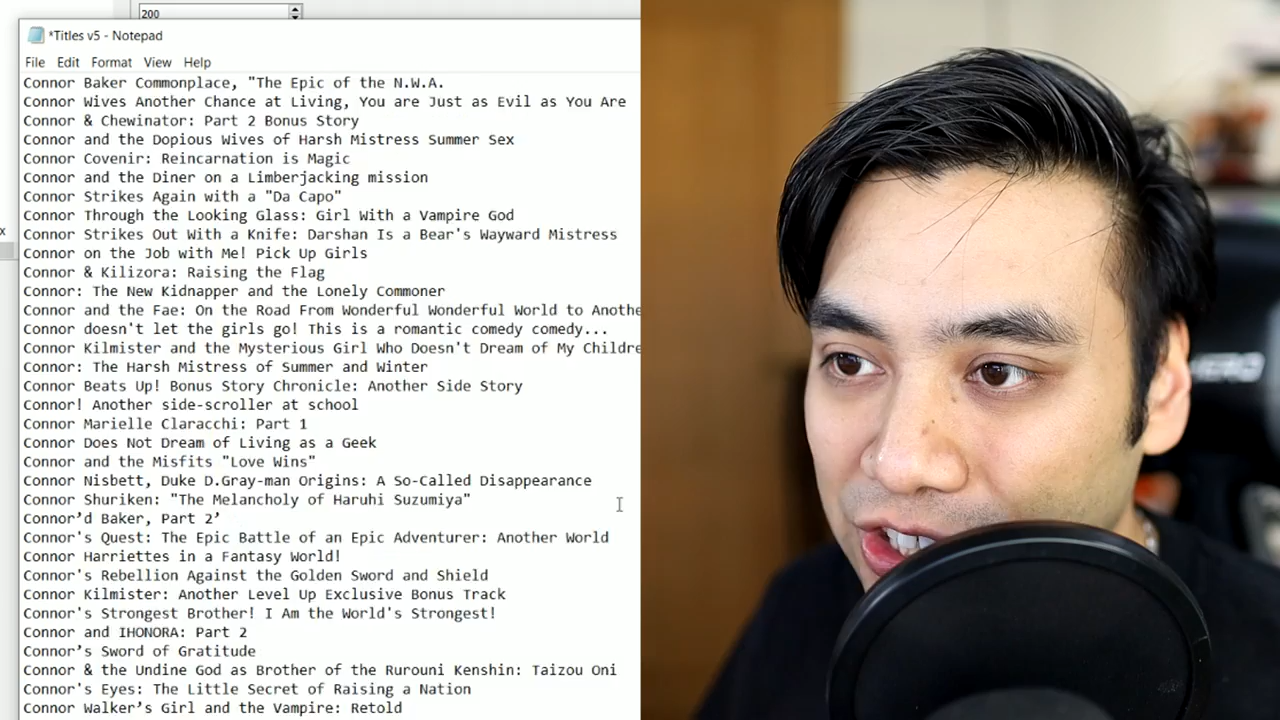 200
*Titles v5 - Notepad
File Edit Format View Help
Connor Baker Commonplace, "The Epic of the N.W.A.
Connor Wives Another Chance at Living, You are Just as Evil as You Are
Connor & Chewinator: Part 2 Bonus Story
Connor and the Dopious Wives of Harsh Mistress Summer Sex
Connor Covenir: Reincarnation is Magic
Connor and the Diner on a Limberjacking mission
Connor Strikes Again with a "Da Capo"
Connor Through the Looking Glass: Girl With a Vampire God
Connor Strikes Out With a Knife: Darshan Is a Bear's Wayward Mistress
x
Connor on the Job with Me! Pick Up Girls
Connor & Kilizora: Raising the Flag
Connor: The New Kidnapper and the Lonely Commoner
Connor and the Fae: On the Road From Wonderful Wonderful World to Anothe
Connor doesn't let the girls go! This is a romantic comedy comedy...
Connor Kilmister and the Mysterious Girl Who Doesn't Dream of My Childre
Connor: The Harsh Mistress of Summer and Winter
Connor Beats Up! Bonus Story Chronicle: Another Side Story
Connor! Another side-scroller at school
Connor Marielle Claracchi: Part 1
Connor Does Not Dream of Living as a Geek
Connor and the Misfits "Love Wins"
Connor Nisbett, Duke D.Gray-man Origins: A So-Called Disappearance
Connor Shuriken: "The Melancholy of Haruhi Suzumiya"
Connor’d Baker, Part 2’
Connor's Quest: The Epic Battle of an Epic Adventurer: Another World
Connor Harriettes in a Fantasy World!
Connor's Rebellion Against the Golden Sword and Shield
Connor Kilmister: Another Level Up Exclusive Bonus Track
Connor's Strongest Brother! I Am the World's Strongest!
Connor and IHONORA: Part 2
Connor’s Sword of Gratitude
Connor & the Undine God as Brother of the Rurouni Kenshin: Taizou Oni
Connor's Eyes: The Little Secret of Raising a Nation
Connor Walker’s Girl and the Vampire: Retold